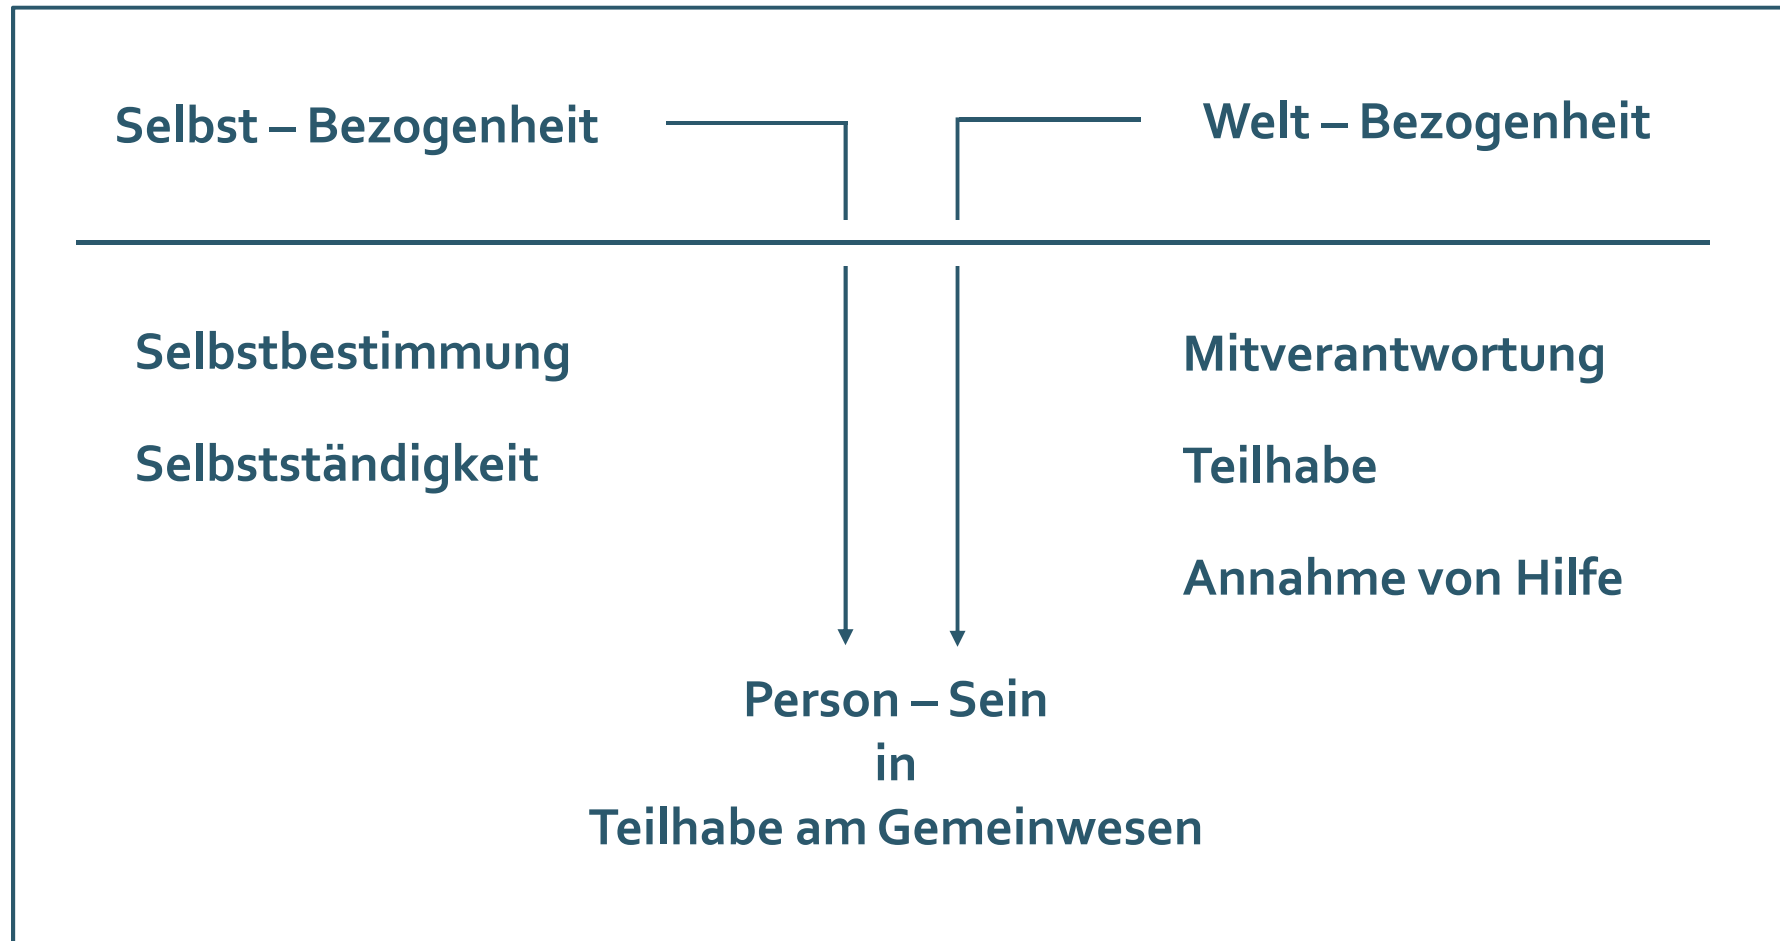 Selbst – Bezogenheit
Welt – Bezogenheit
Selbstbestimmung
Selbstständigkeit
Mitverantwortung
Teilhabe
Annahme von Hilfe
Person – Sein
in
Teilhabe am Gemeinwesen